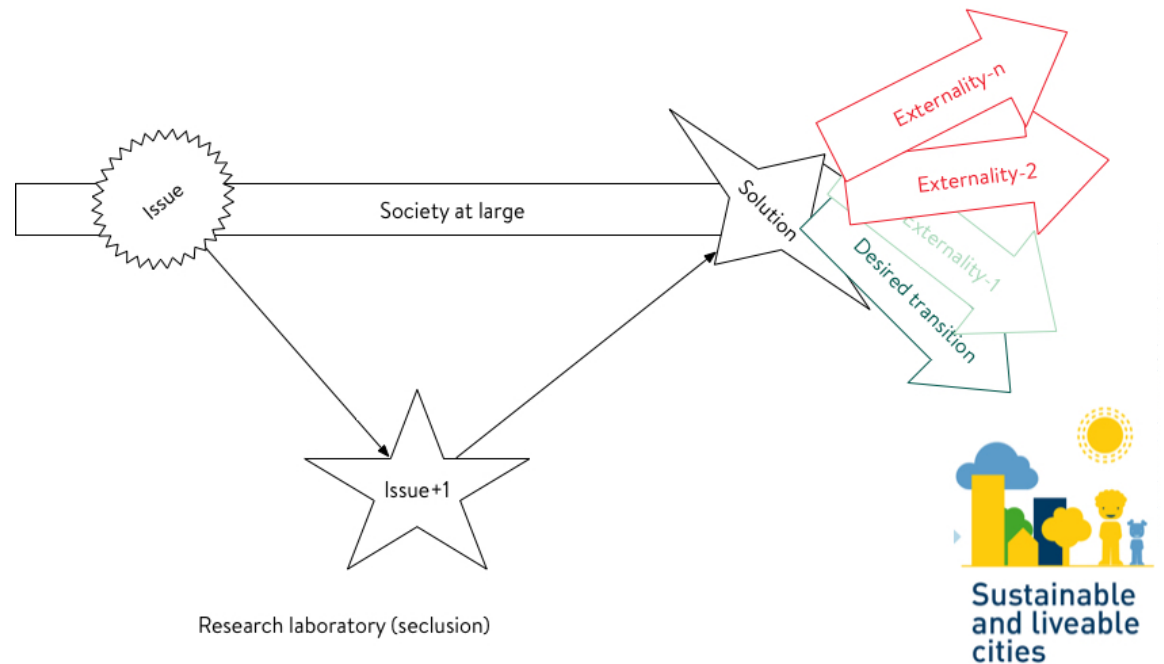 Externality-n
Externality-2
Issue
Society at large
Solution
Externality-1
Desired transition
Issue+1
Research laboratory (seclusion)
Sustainable
and liveable
cities